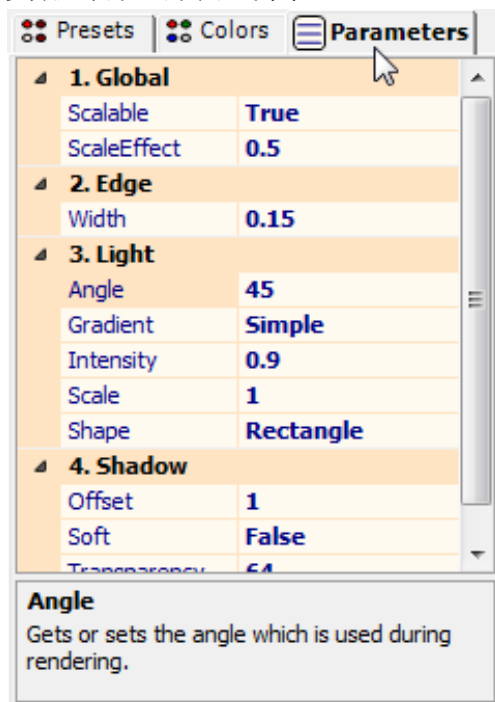 Presets Colors Parameters
1. Global
Scalable True
ScaleEffect 0.5
2. Edge
Width 0.15
3. Light
Angle 45
Gradient Simple
Intensity 0.9
Scale 1
Shape Rectangle
4. Shadow
Offset 1
Soft False
Transparency 64
Angle
Gets or sets the angle which is used during
rendering.